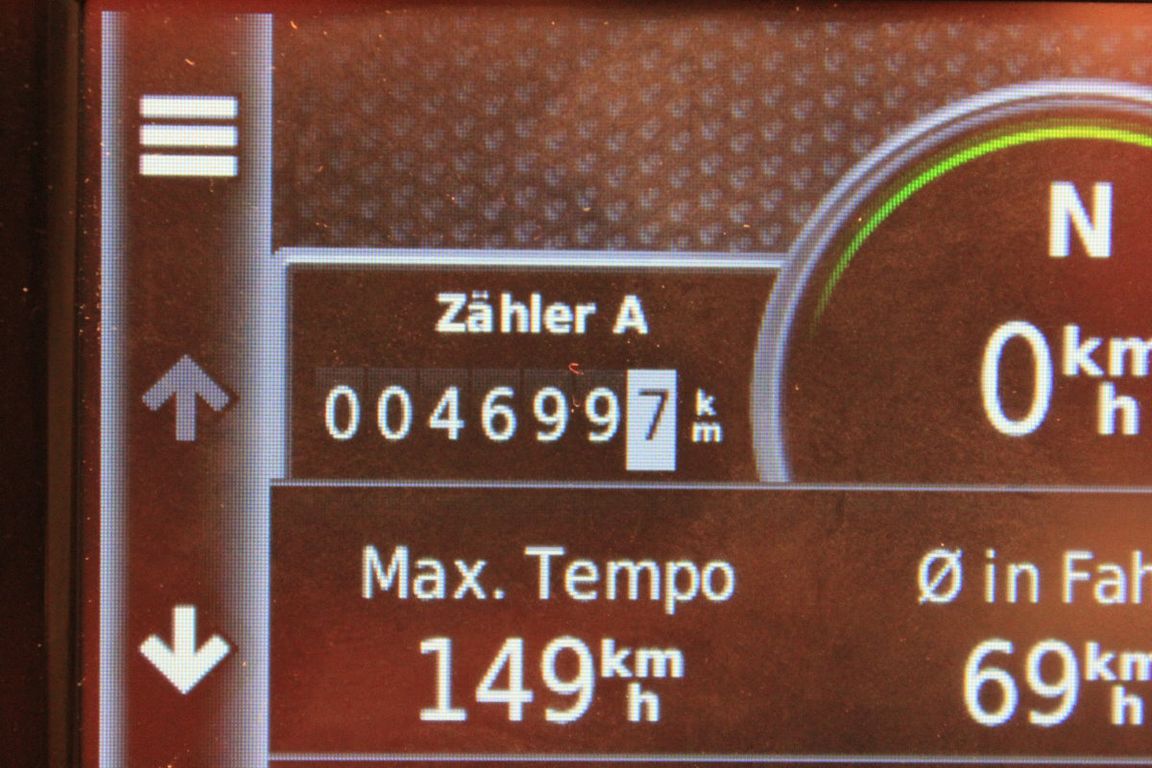 N
Zähler A
0046997 km
0 km/h
Max. Tempo
Ø in Fah
149 km/h
69 km/h